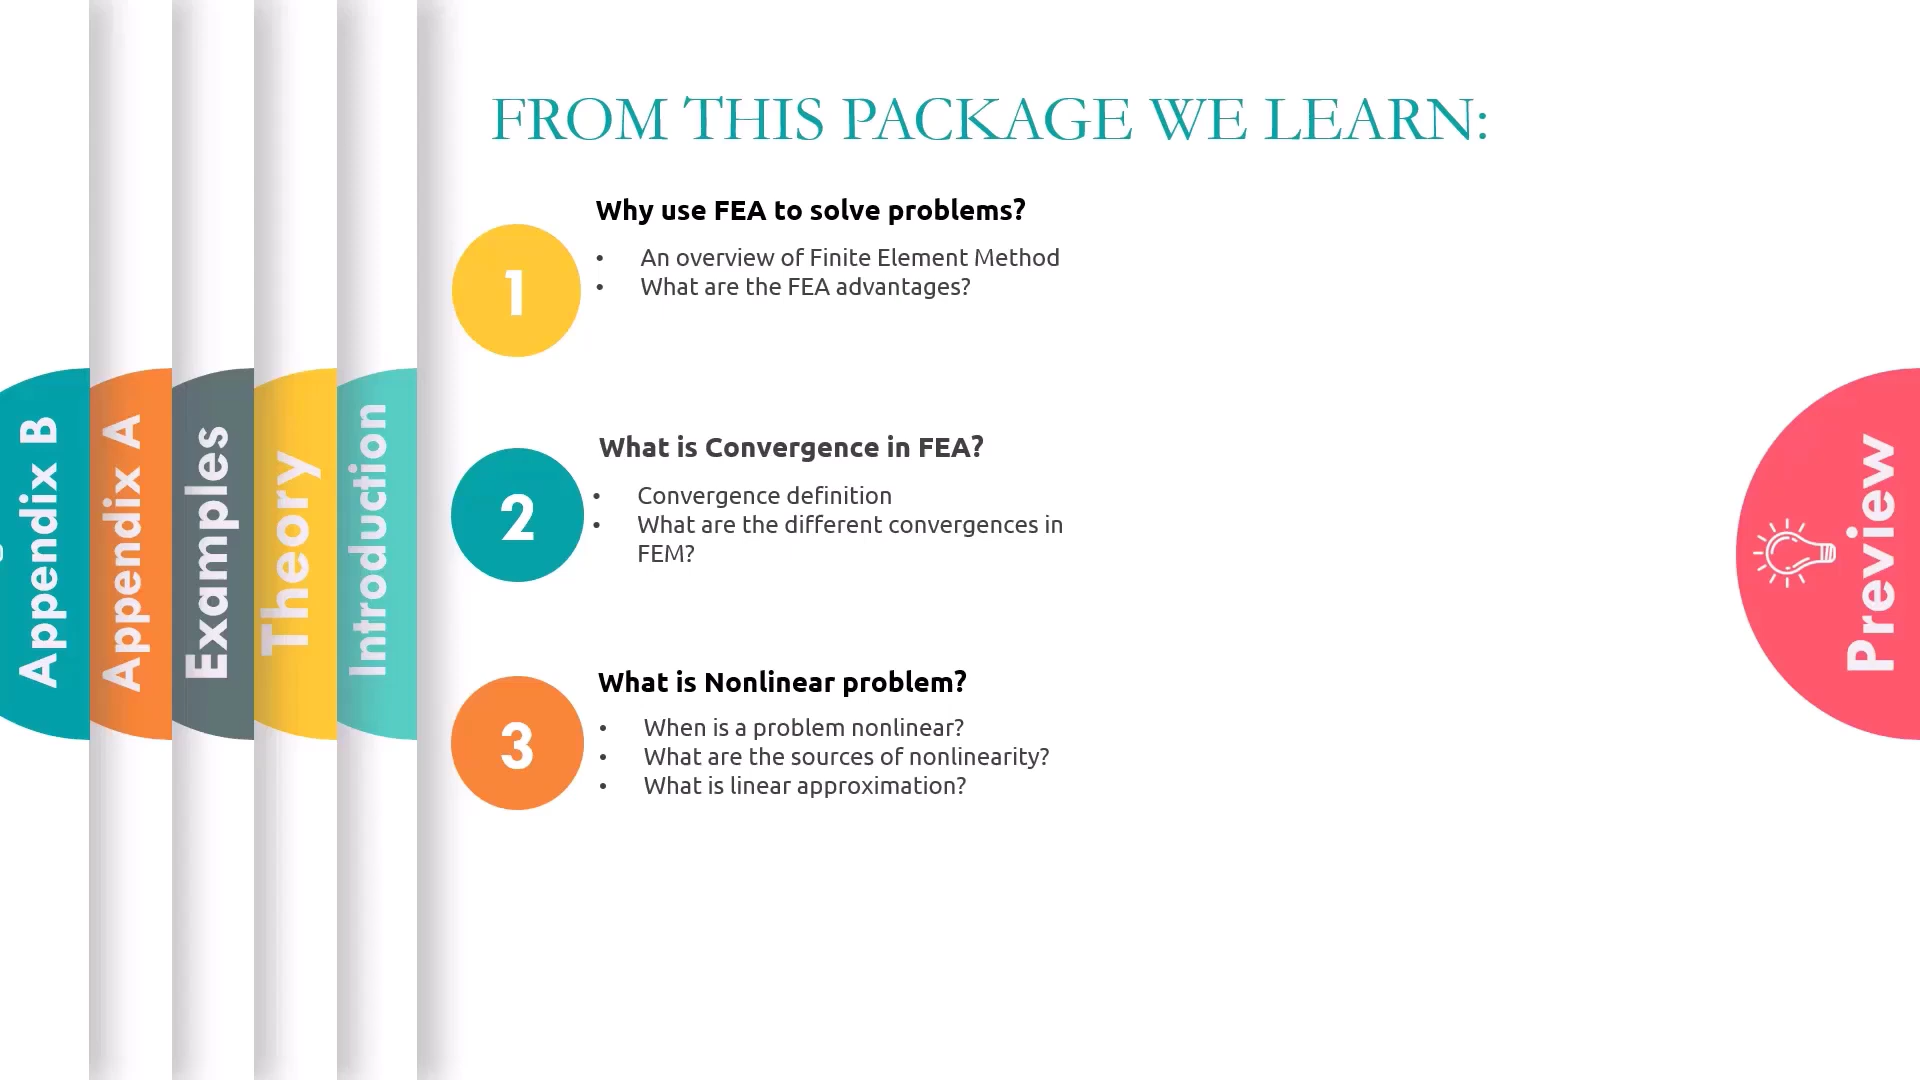 FROM THIS PACKAGE WE LEARN:
1
Why use FEA to solve problems?
• An overview of Finite Element Method
• What are the FEA advantages?
2
What is Convergence in FEA?
• Convergence definition
• What are the different convergences in
FEM?
3
What is Nonlinear problem?
• When is a problem nonlinear?
• What are the sources of nonlinearity?
• What is linear approximation?
Appendix B
Appendix A
Examples
Theory
Introduction
Preview